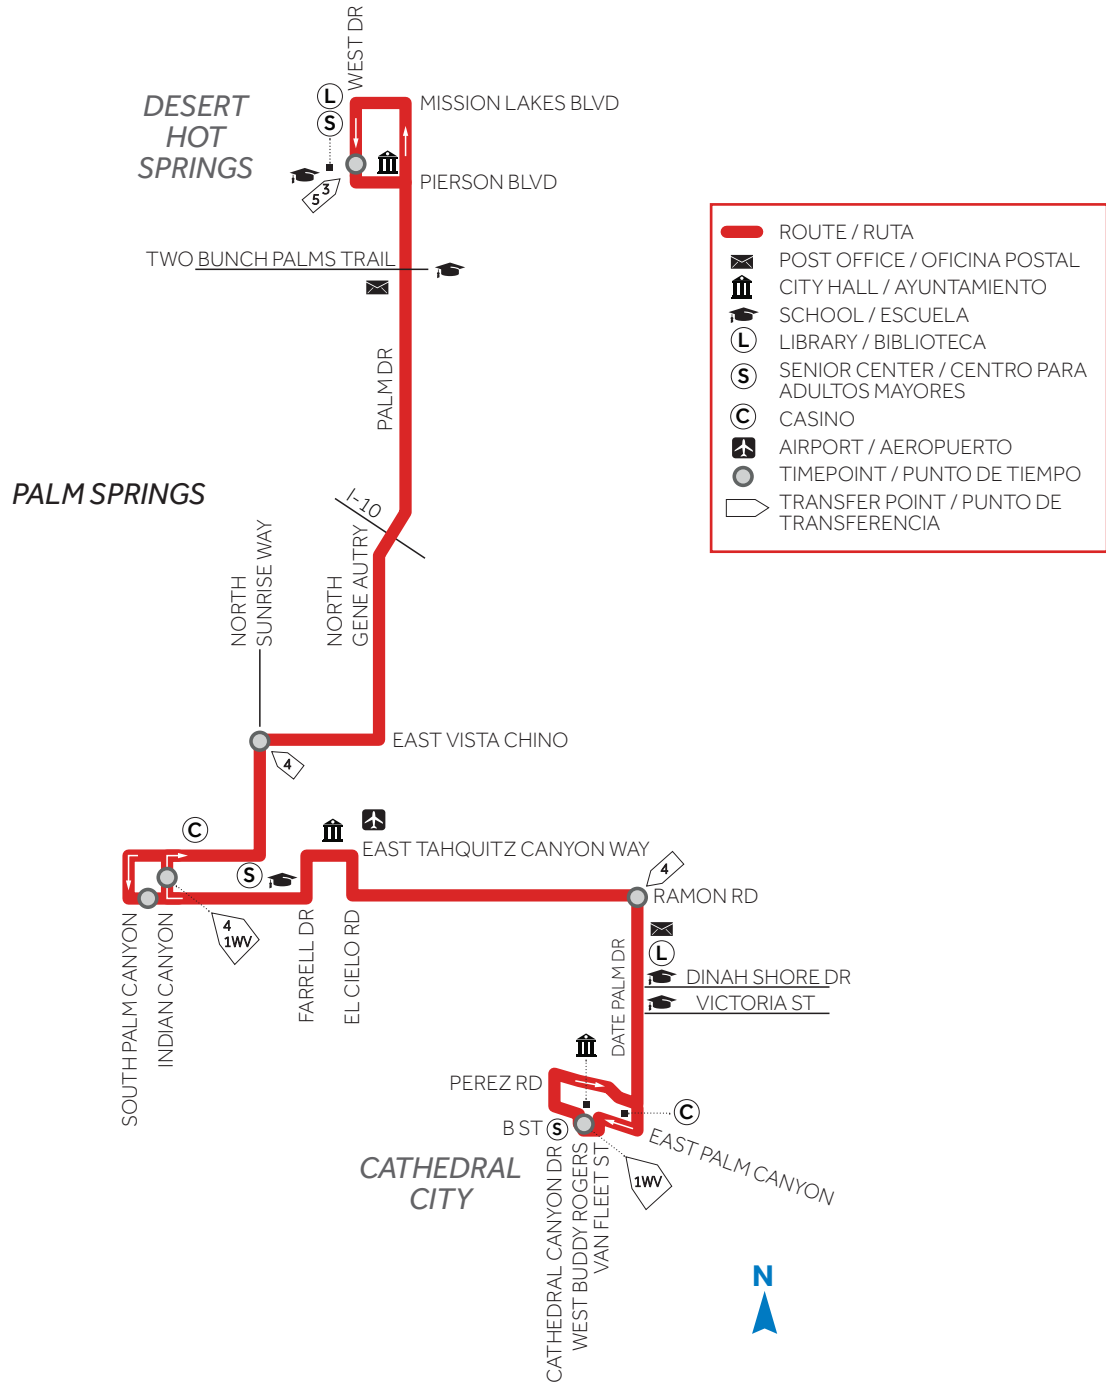 WEST DR
DESERT
HOT
SPRINGS
L
S
MISSION LAKES BLVD
PIERSON BLVD
3
5
TWO BUNCH PALMS TRAIL
PALM DR
ROUTE / RUTA
POST OFFICE / OFICINA POSTAL
CITY HALL / AYUNTAMIENTO
SCHOOL / ESCUELA
L
LIBRARY / BIBLIOTECA
S
SENIOR CENTER / CENTRO PARA
ADULTOS MAYORES
C
CASINO
AIRPORT / AEROPUERTO
TIMEPOINT / PUNTO DE TIEMPO
TRANSFER POINT / PUNTO DE
TRANSFERENCIA
PALM SPRINGS
I-10
NORTH
SUNRISE WAY
NORTH
GENE AUTRY
EAST VISTA CHINO
4
C
EAST TAHQUITZ CANYON WAY
S
4
RAMON RD
4
1WV
SOUTH PALM CANYON
INDIAN CANYON
FARRELL DR
EL CIELO RD
L
DATE PALM DR
DINAH SHORE DR
VICTORIA ST
PEREZ RD
C
B ST
S
EAST PALM CANYON
CATHEDRAL
CITY
1WV
CATHEDRAL CANYON DR
WEST BUDDY ROGERS
VAN FLEET ST
N